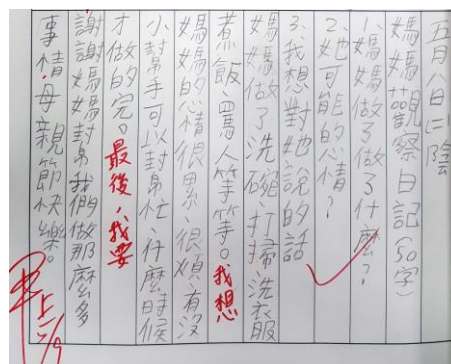 五月八日(二)陰
媽媽觀察日記(50字)
1.媽媽做了做了什麼?
2.她可能的心情?
3.我想對她說的話
媽媽做了洗碗、打掃、洗衣服
煮飯、罵人等等。我想
媽媽的心情很累、很煩,有沒
小幫手可以幫忙,什麼時候
才做的完。最後,我要
謝謝媽媽幫我們做那麼多
事情,母親節快樂。